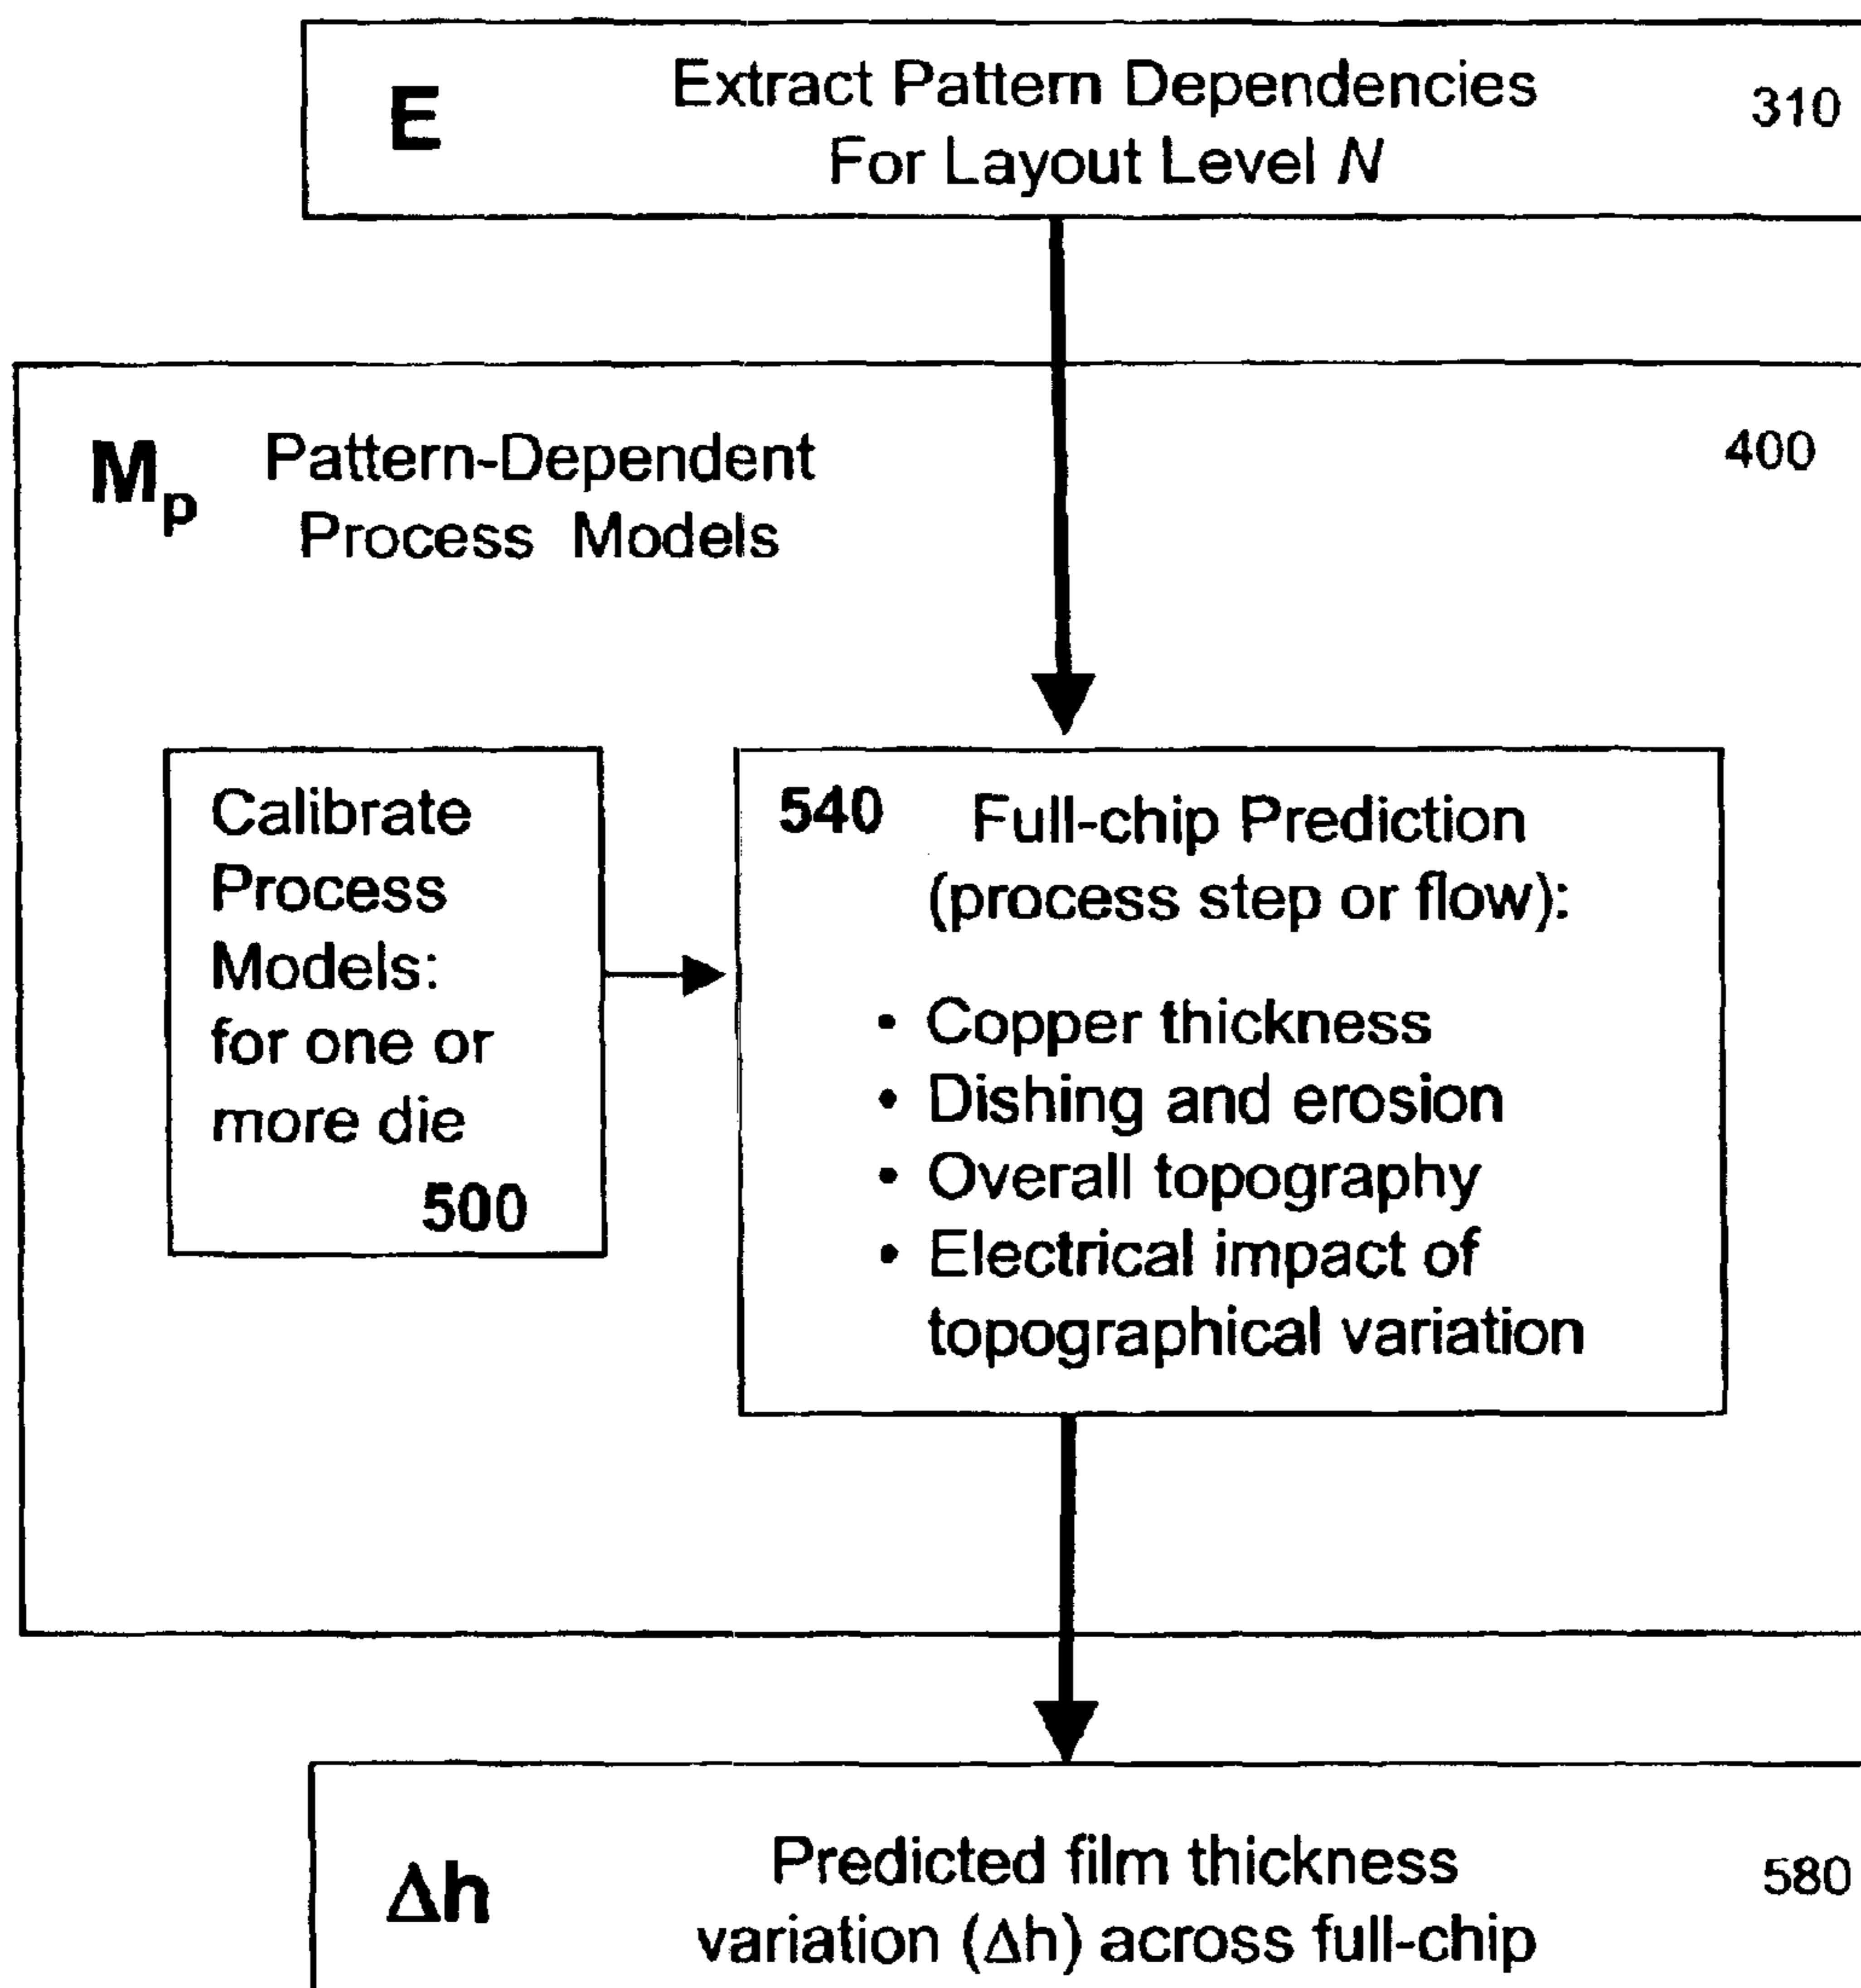 E
Extract Pattern Dependencies
For Layout Level N
310
M_p
Pattern-Dependent
Process Models
400
Calibrate
Process
Models:
for one or
more die
500
540
Full-chip Prediction
(process step or flow):
• Copper thickness
• Dishing and erosion
• Overall topography
• Electrical impact of
topographical variation
Δh
Predicted film thickness
variation (Δh) across full-chip
580